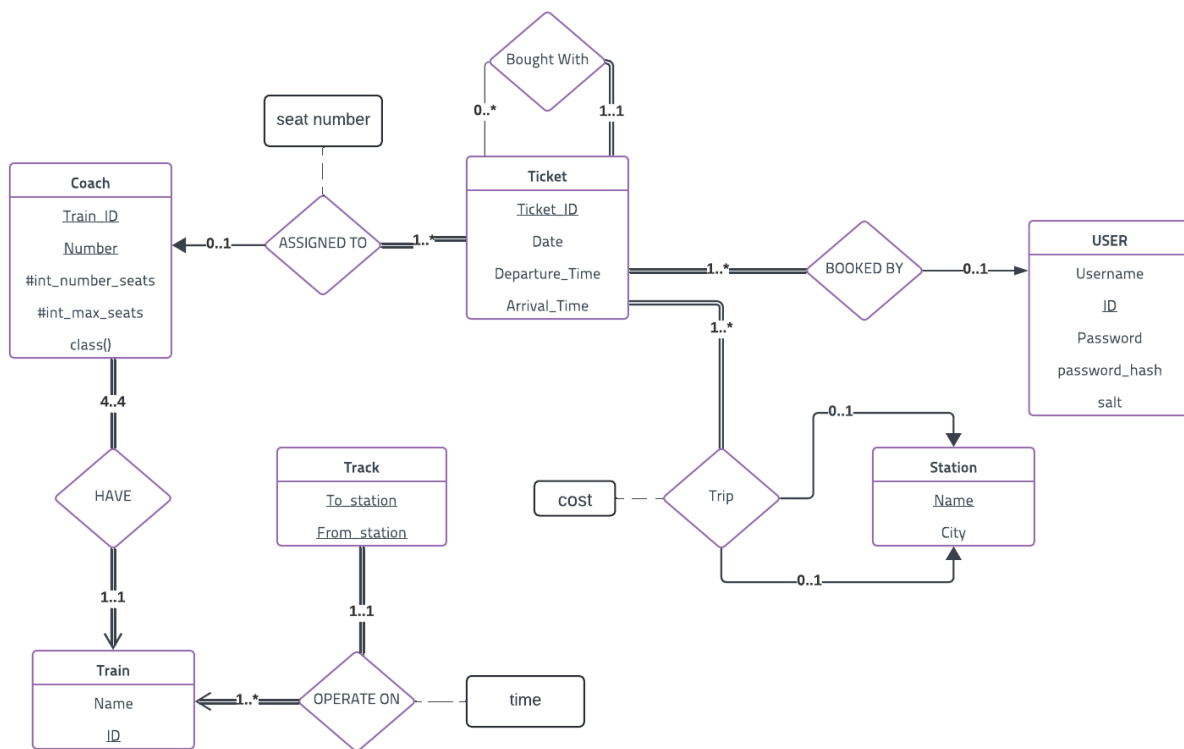 Bought With
0..*
1..1
seat number
Coach
Train_ID
Number
#int_number_seats
#int_max_seats
class()
0..1
ASSIGNED TO
1..*
Ticket
Ticket_ID
Date
Departure_Time
Arrival_Time
1..*
BOOKED BY
0..1
USER
Username
ID
Password
password_hash
salt
1..*
4..4
HAVE
1..1
Track
To_station
From_station
cost
Trip
0..1
0..1
Station
Name
City
1..1
Train
Name
ID
1..*
OPERATE ON
time